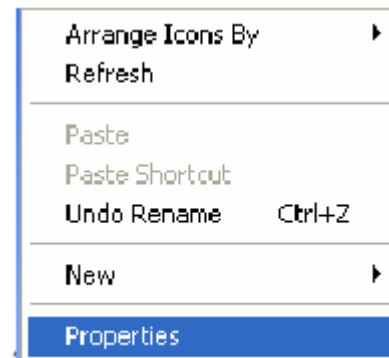 Arrange Icons By
Refresh
Paste
Paste Shortcut
Undo Rename Ctrl+Z
New
Properties